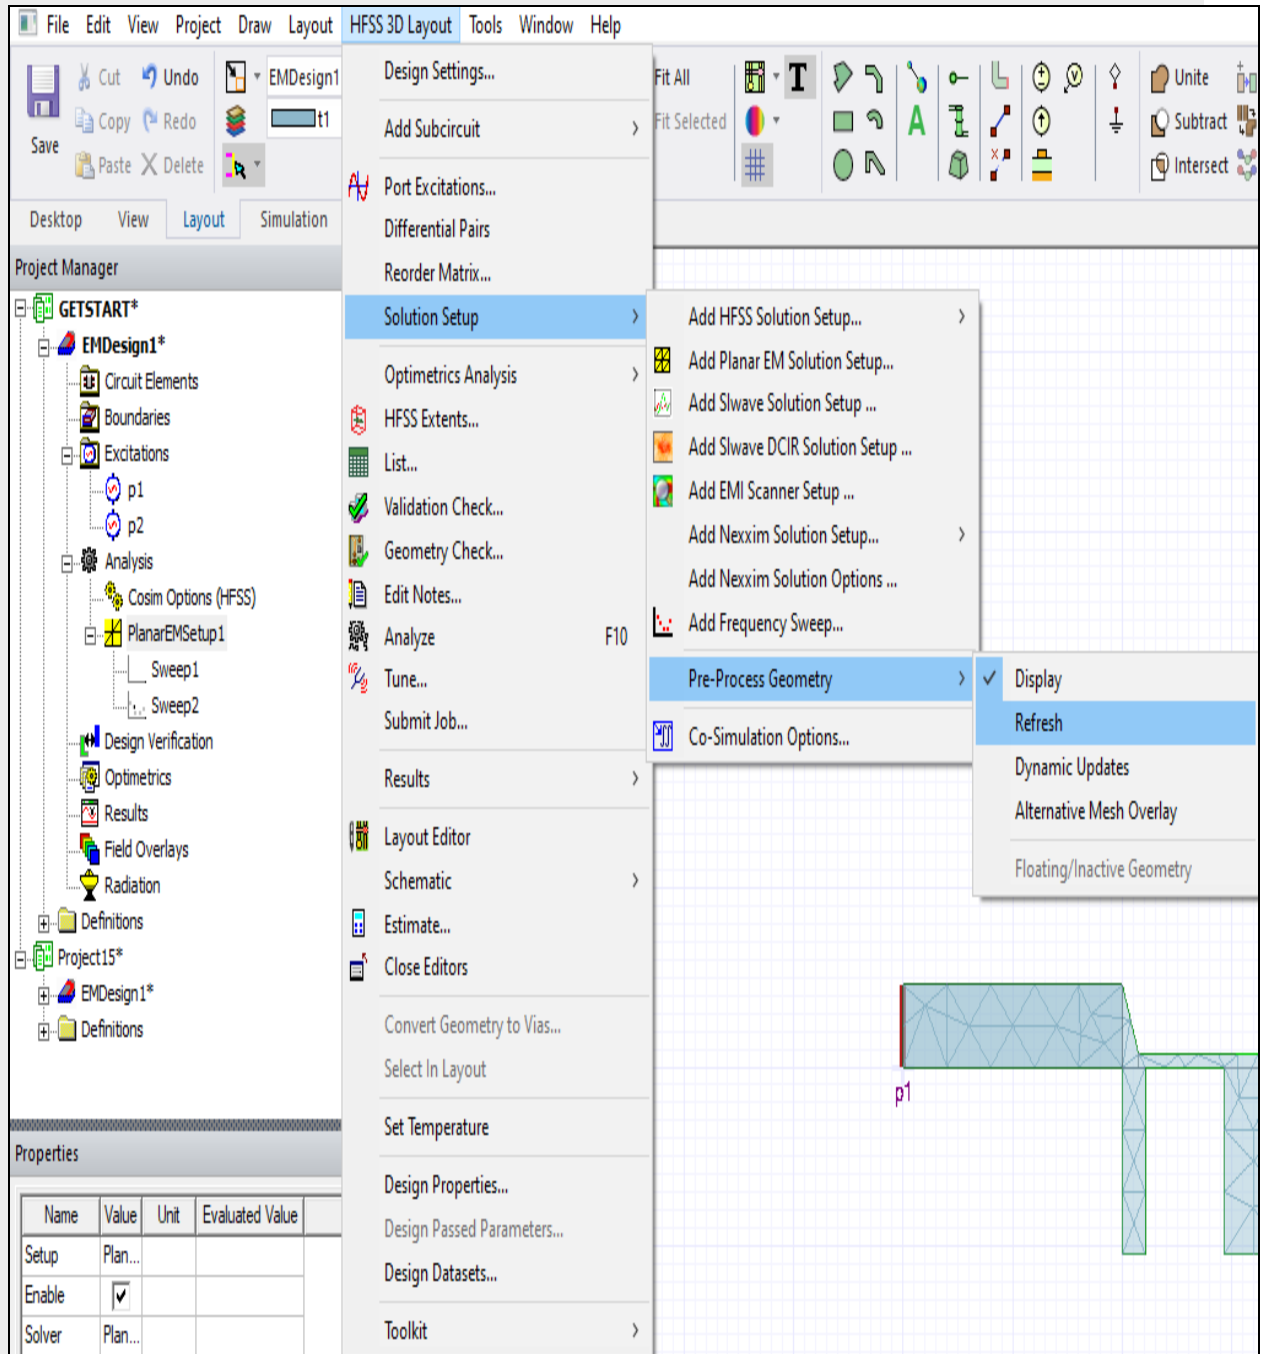 File Edit View Project Draw Layout HFSS 3D Layout Tools Window Help
Save
Cut
Copy
Paste
Undo
Redo
Delete
EMDesign1
t1
Fit All
Fit Selected
T
A
Unite
Subtract
Intersect
Desktop View Layout Simulation
Project Manager
GETSTART*
EMDesign1*
Circuit Elements
Boundaries
Excitations
p1
p2
Analysis
Cosim Options (HFSS)
PlanarEMSetup1
Sweep1
Sweep2
Design Verification
Optimetrics
Results
Field Overlays
Radiation
Definitions
Project15*
EMDesign1*
Definitions
Properties
Name Value Unit Evaluated Value
Setup Plan...
Enable
Solver Plan...
Design Settings...
Add Subcircuit
Port Excitations...
Differential Pairs
Reorder Matrix...
Solution Setup
Optimetrics Analysis
HFSS Extents...
List...
Validation Check...
Geometry Check...
Edit Notes...
Analyze F10
Tune...
Submit Job...
Results
Layout Editor
Schematic
Estimate...
Close Editors
Convert Geometry to Vias...
Select In Layout
Set Temperature
Design Properties...
Design Passed Parameters...
Design Datasets...
Toolkit
Add HFSS Solution Setup...
Add Planar EM Solution Setup...
Add SIwave Solution Setup ...
Add SIwave DCIR Solution Setup ...
Add EMI Scanner Setup ...
Add Nexxim Solution Setup...
Add Nexxim Solution Options ...
Add Frequency Sweep...
Pre-Process Geometry
Co-Simulation Options...
Display
Refresh
Dynamic Updates
Alternative Mesh Overlay
Floating/Inactive Geometry
p1